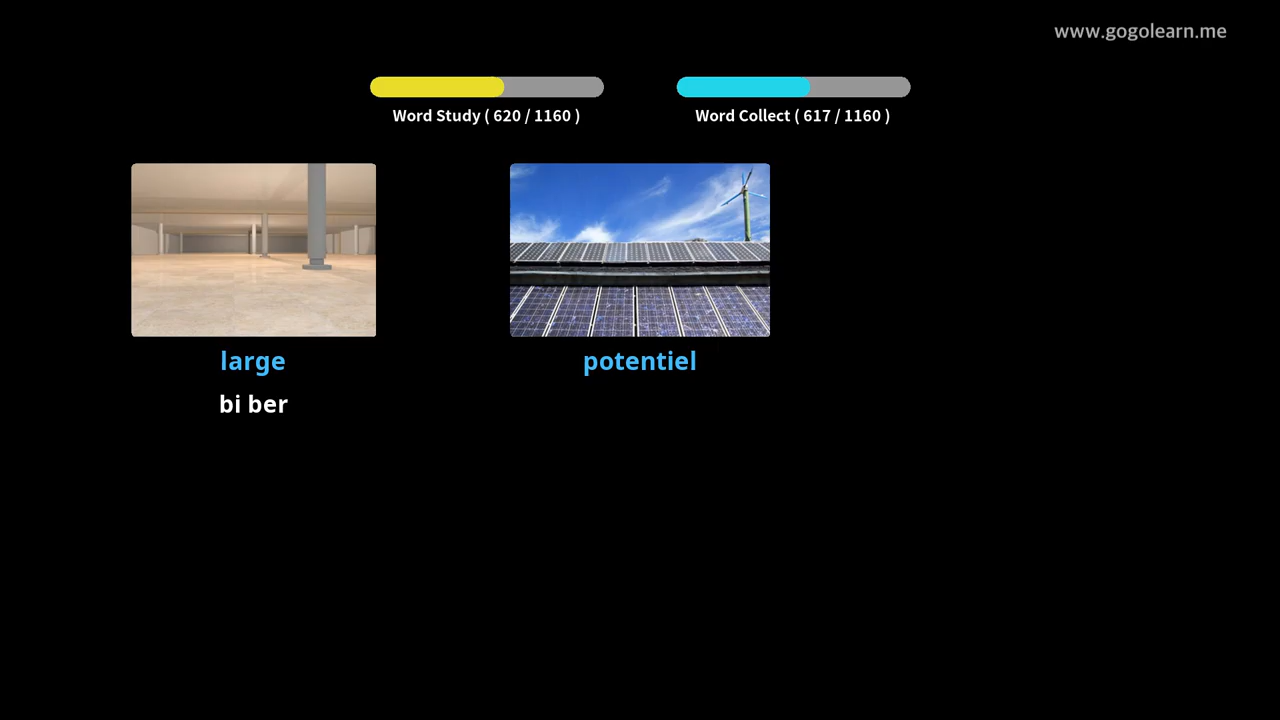 www.gogolearn.me
Word Study ( 620 / 1160 )
Word Collect ( 617 / 1160 )
large
potentiel
bi ber